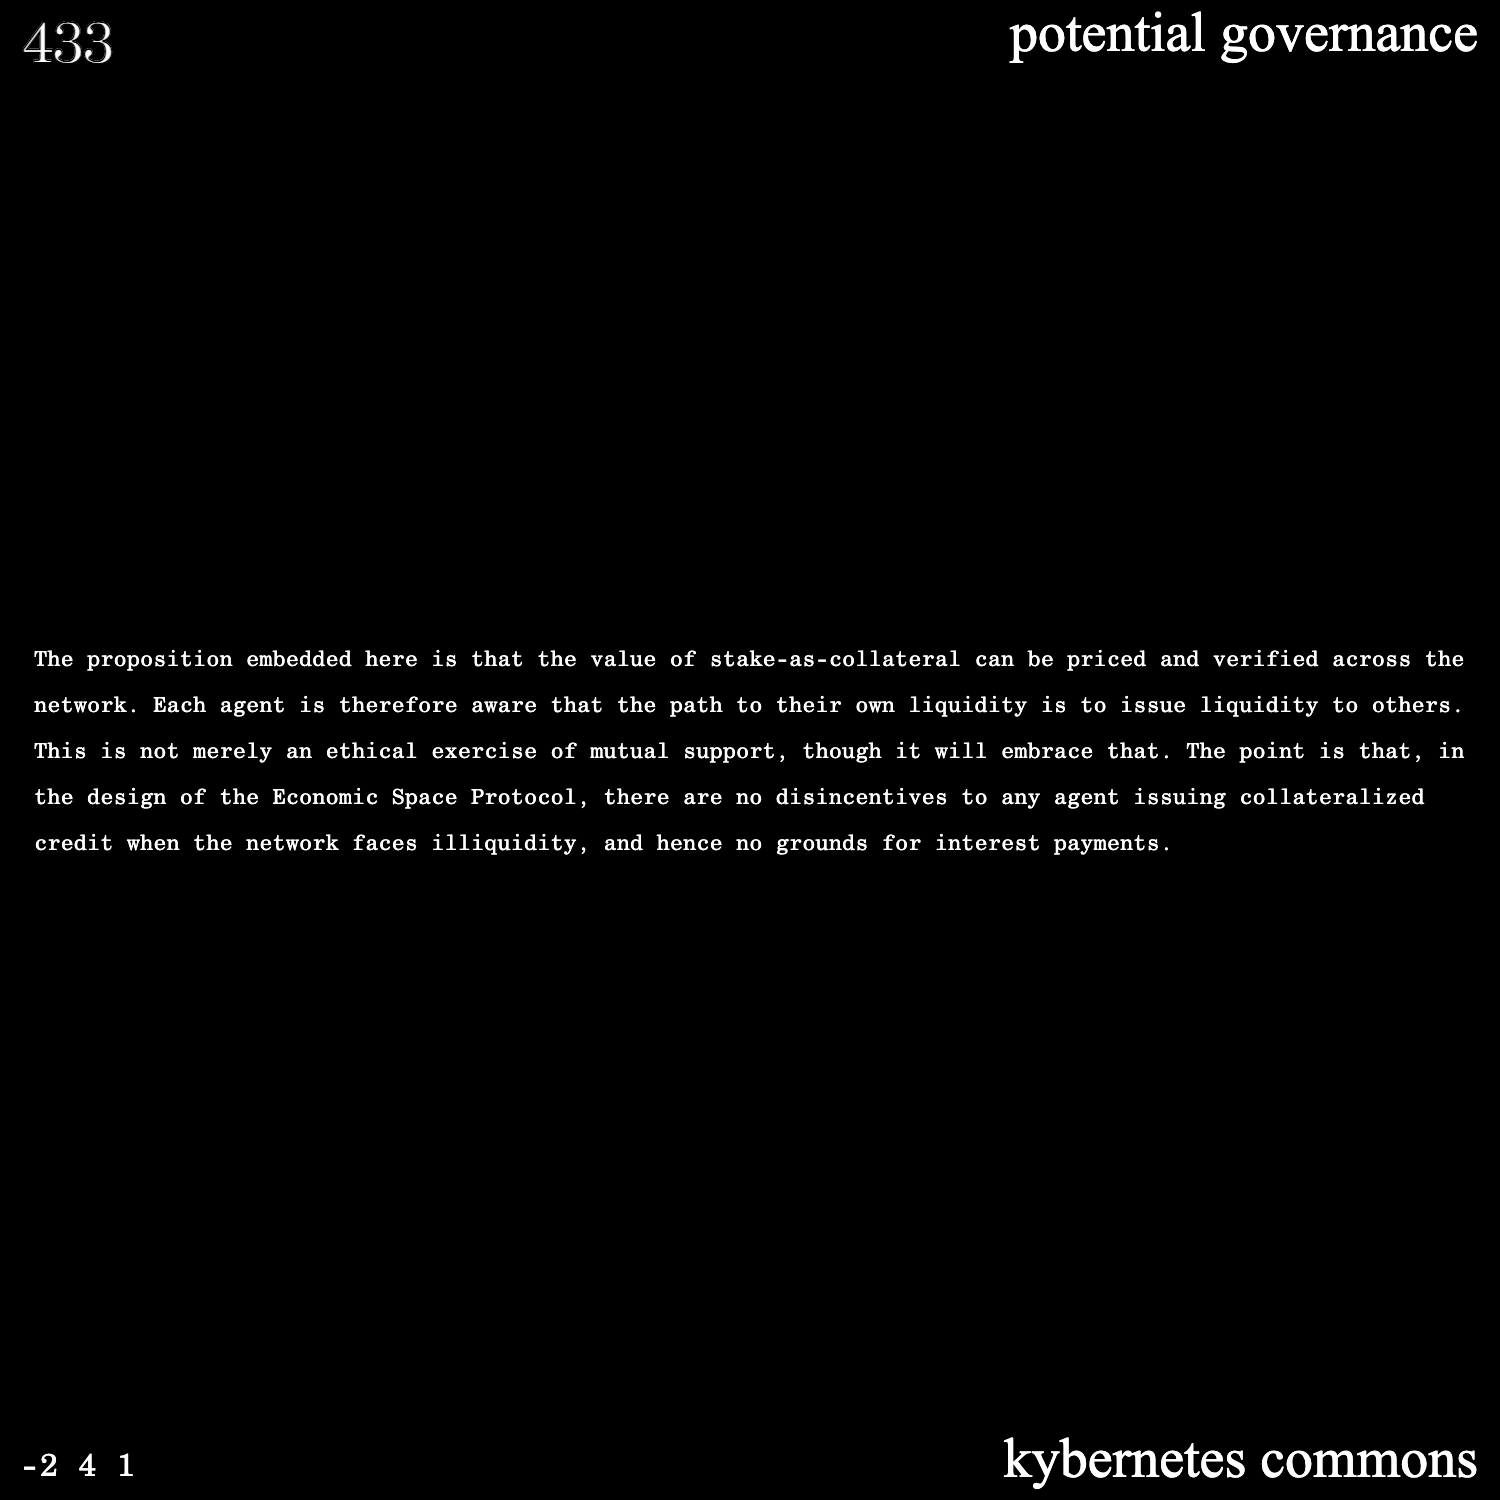 433
potential governance
The proposition embedded here is that the value of stake-as-collateral can be priced and verified across the
network. Each agent is therefore aware that the path to their own liquidity is to issue liquidity to others.
This is not merely an ethical exercise of mutual support, though it will embrace that. The point is that, in
the design of the Economic Space Protocol, there are no disincentives to any agent issuing collateralized
credit when the network faces illiquidity, and hence no grounds for interest payments.
-2 4 1
kybernetes commons